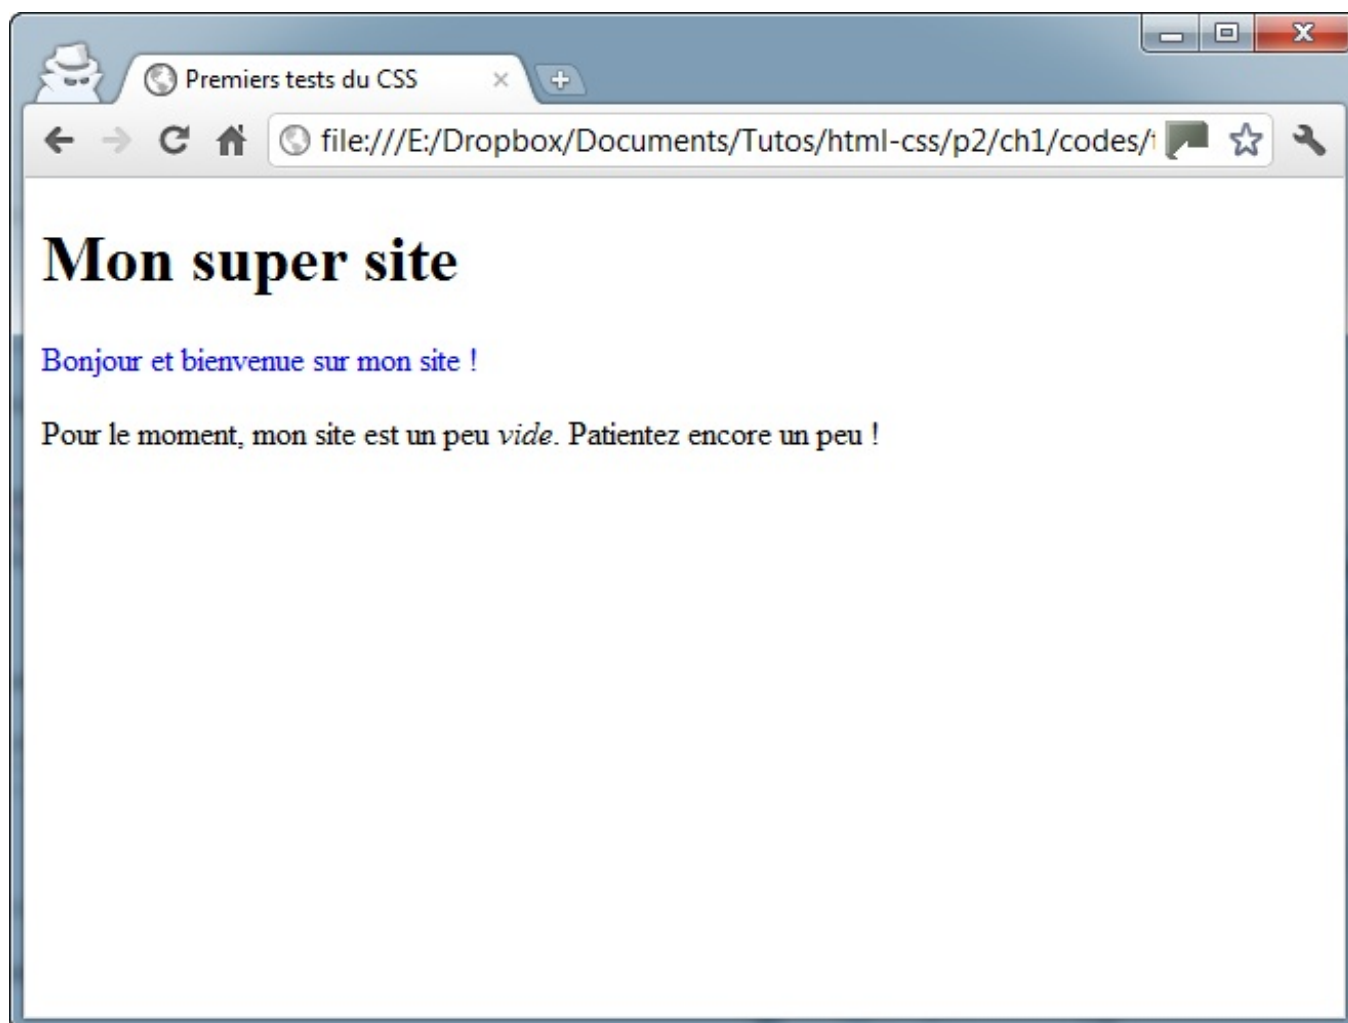 Premiers tests du CSS
file:///E:/Dropbox/Documents/Tutos/html-css/p2/ch1/codes/
Mon super site
Bonjour et bienvenue sur mon site !
Pour le moment, mon site est un peu vide. Patientez encore un peu !